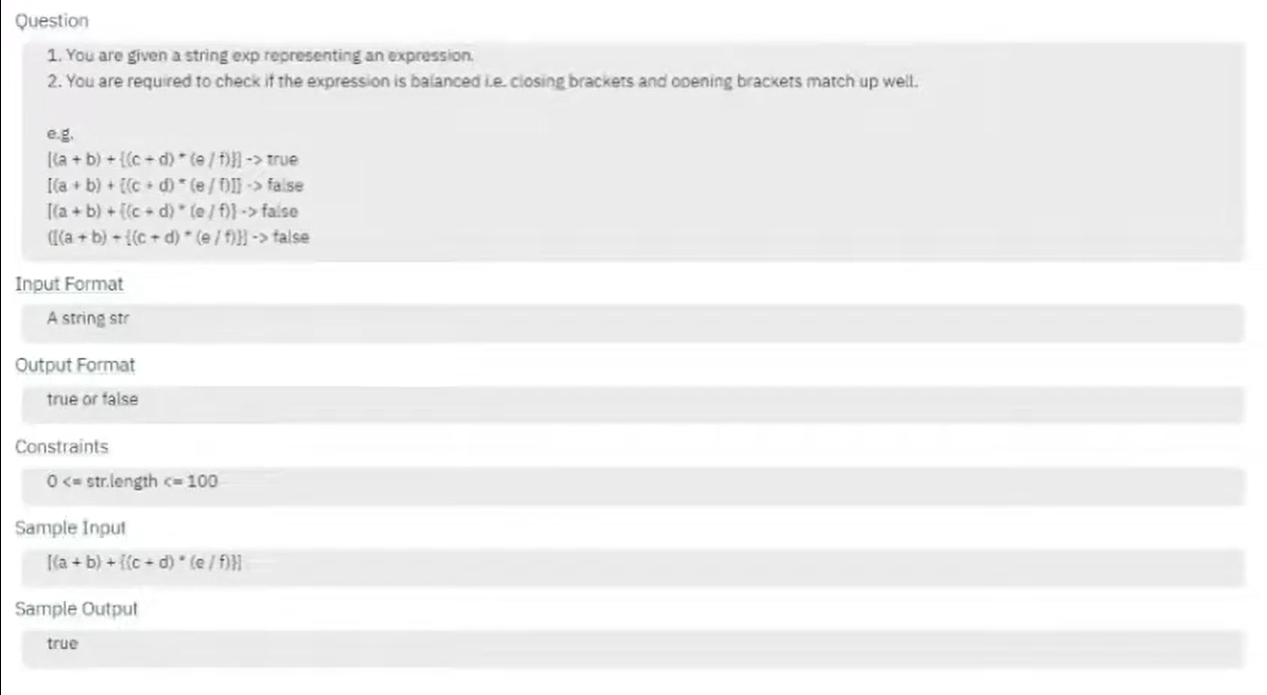 Question
1. You are given a string exp representing an expression.
2. You are required to check if the expression is balanced i.e. closing brackets and opening brackets match up well.
e.g.
[(a + b) + {(c + d) * (e / f)}] -> true
[(a + b) + {(c + d) * (e / f)]} -> false
[(a + b) + {(c + d) * (e / f)} -> false
([(a + b) + {(c + d) * (e / f)}] -> false
Input Format
A string str
Output Format
true or false
Constraints
0 <= str.length <= 100
Sample Input
[(a + b) + {(c + d) * (e / f)}]
Sample Output
true